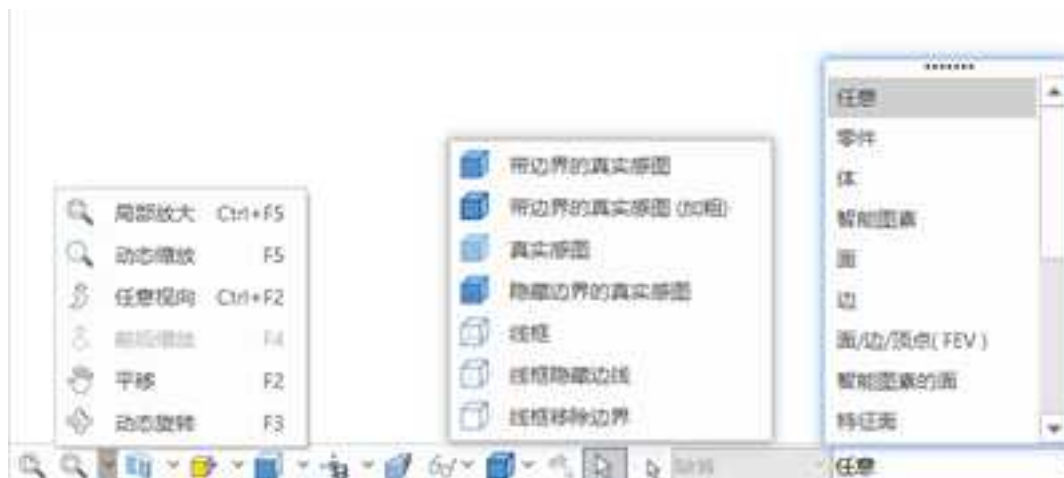 局部放大 Ctrl+F5
动态缩放 F5
任意视向 Ctrl+F2
F4
平移 F2
动态旋转 F3
带边界的真实感图
带边界的真实感图(加粗)
真实感图
隐藏边界的真实感图
线框
线框隐藏边线
线框移除边界
任意
零件
体
智能图素
面
边
面/边/顶点( FEV )
智能图素的面
特征面
任意